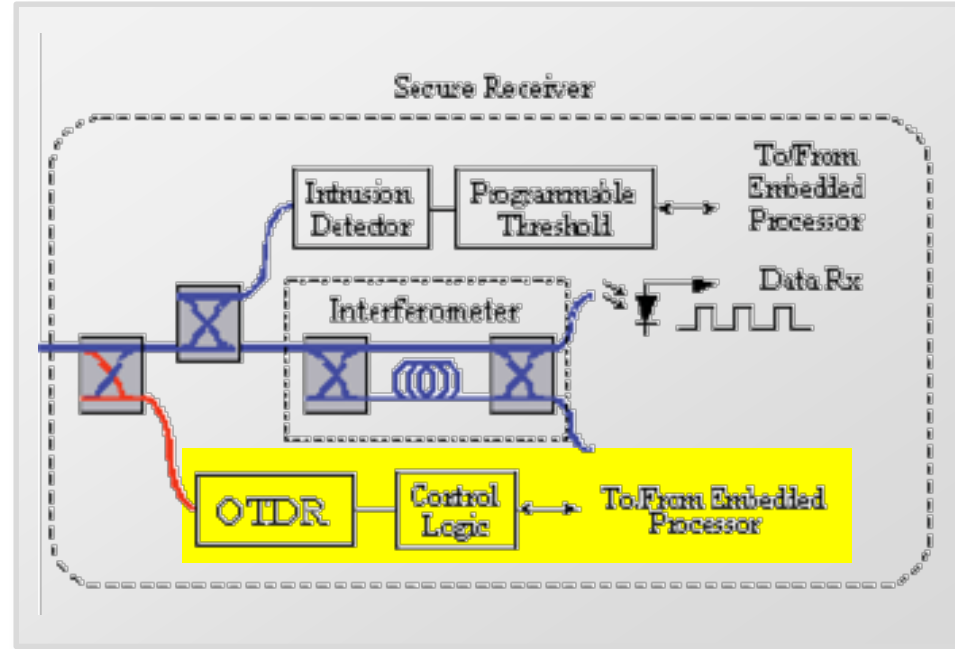 Secure Receiver
Intrusion
Detector
Programmable
Threshold
To/From
Embedded
Processor
Data Rx
Interferometer
OTDR
Control
Logic
To/From Embedded
Processor